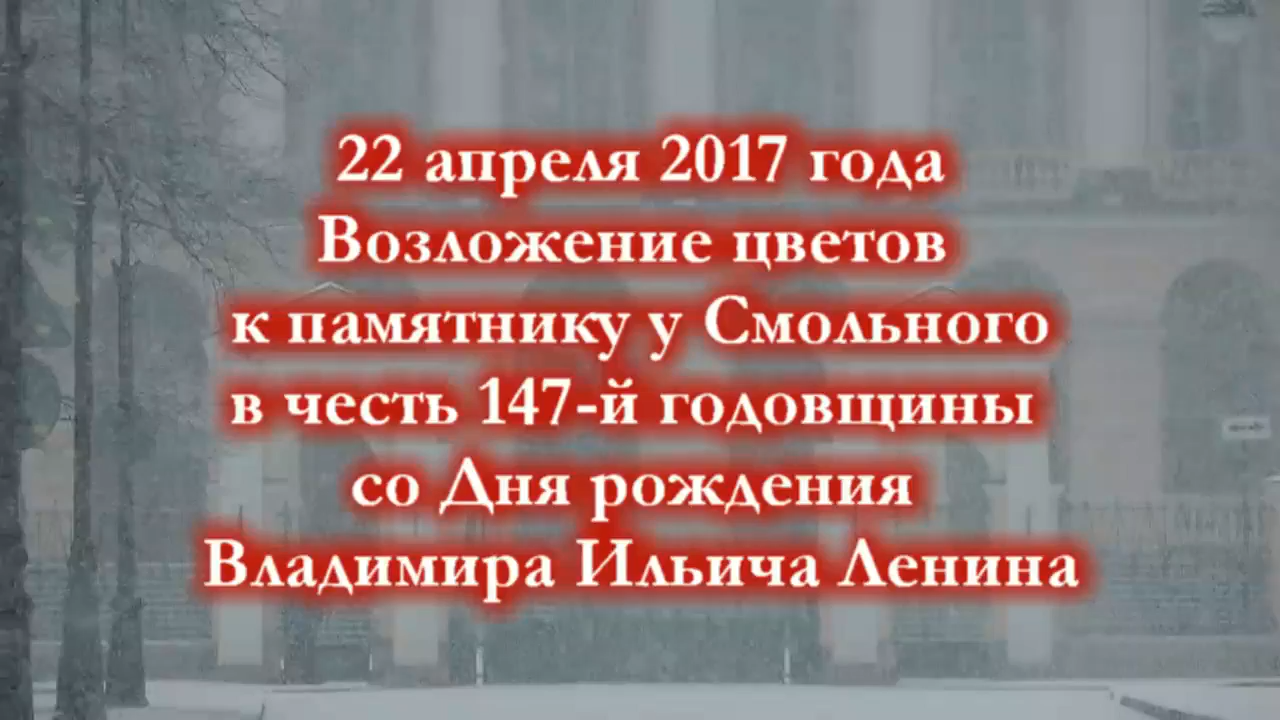 22 апреля 2017 года
Возложение цветов
к памятнику у Смольного
в честь 147-й годовщины
со Дня рождения
Владимира Ильича Ленина